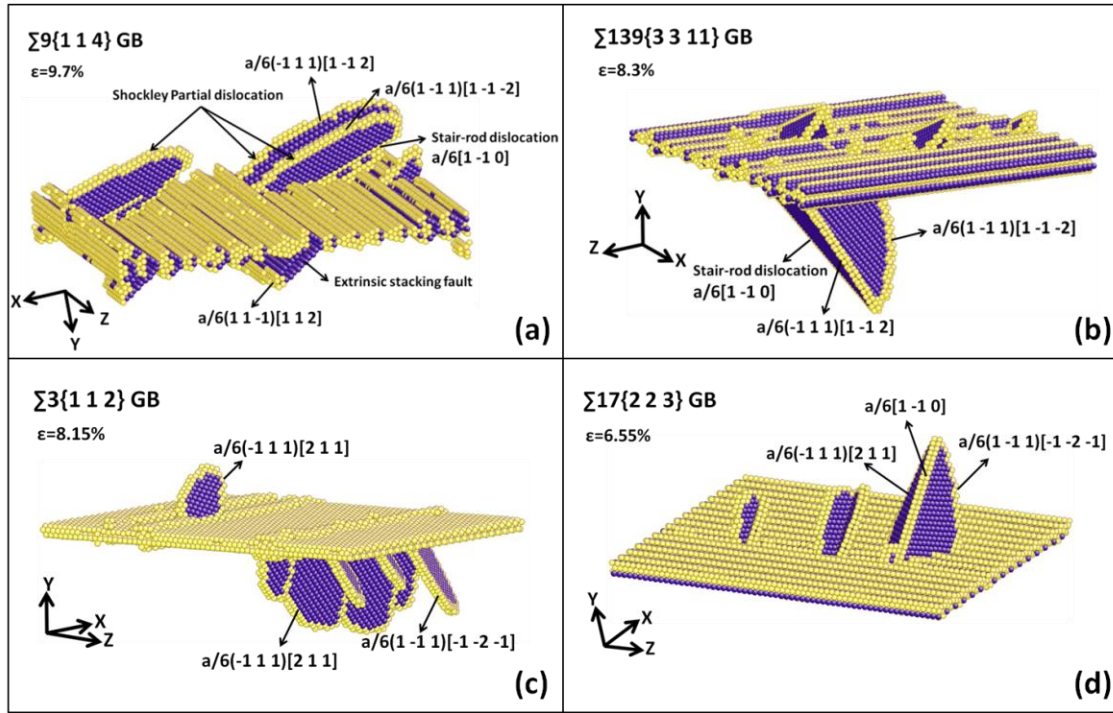 ∑9{1 1 4} GB
ε=9.7%
a/6(-1 1 1)[1 -1 2]
a/6(1 -1 1)[1 -1 -2]
Shockley Partial dislocation
Stair-rod dislocation
a/6[1 -1 0]
Extrinsic stacking fault
a/6(1 1 -1)[1 1 2]
X
Z
Y
(a)
∑139{3 3 11} GB
ε=8.3%
Y
Z
X
a/6(1 -1 1)[1 -1 -2]
Stair-rod dislocation
a/6[1 -1 0]
a/6(-1 1 1)[1 -1 2]
(b)
∑3{1 1 2} GB
ε=8.15%
a/6(-1 1 1)[2 1 1]
Y
X
Z
a/6(1 -1 1)[-1 -2 -1]
a/6(-1 1 1)[2 1 1]
(c)
∑17{2 2 3} GB
ε=6.55%
a/6[1 -1 0]
a/6(1 -1 1)[-1 -2 -1]
a/6(-1 1 1)[2 1 1]
Y
X
Z
(d)